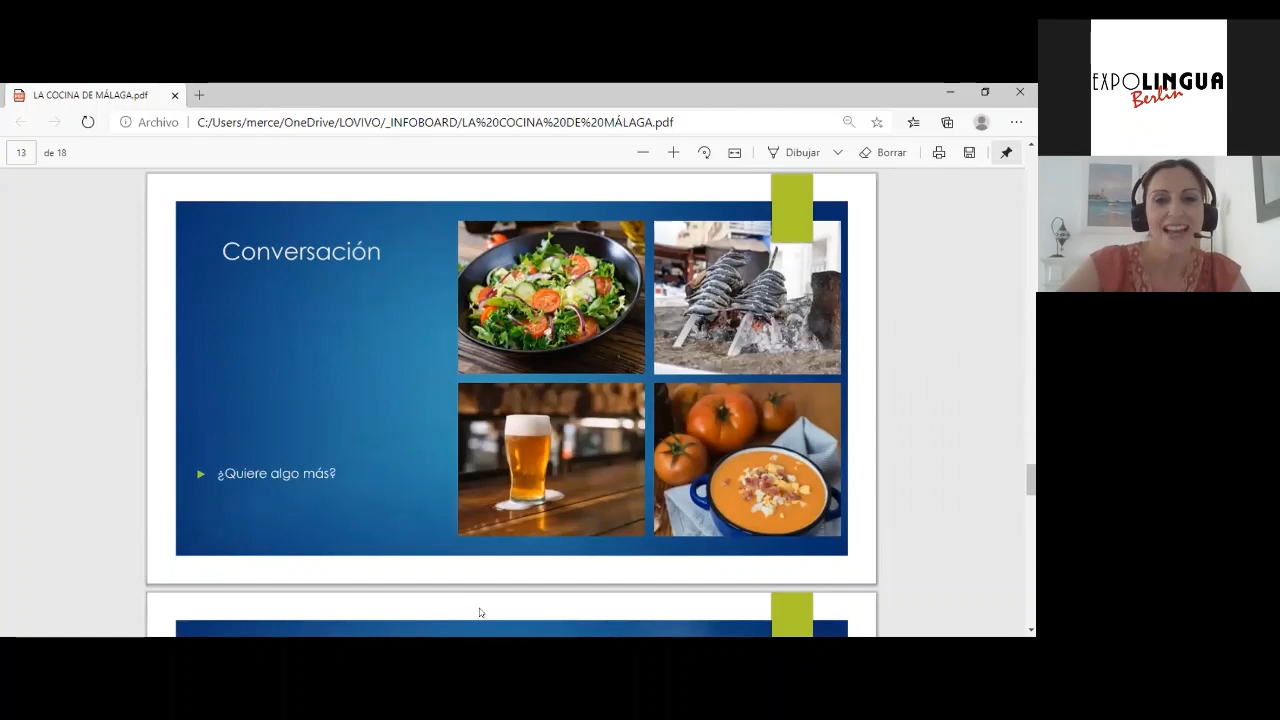 LA COCINA DE MÁLAGA.pdf
Archivo
C:/Users/merce/OneDrive/LOVIVO/_INFOBOARD/LA%20COCINA%20DE%20MÁLAGA.pdf
13 de 18
Dibujar
Borrar
Conversación
¿Quiere algo más?
EXPOLINGUA
Berlin